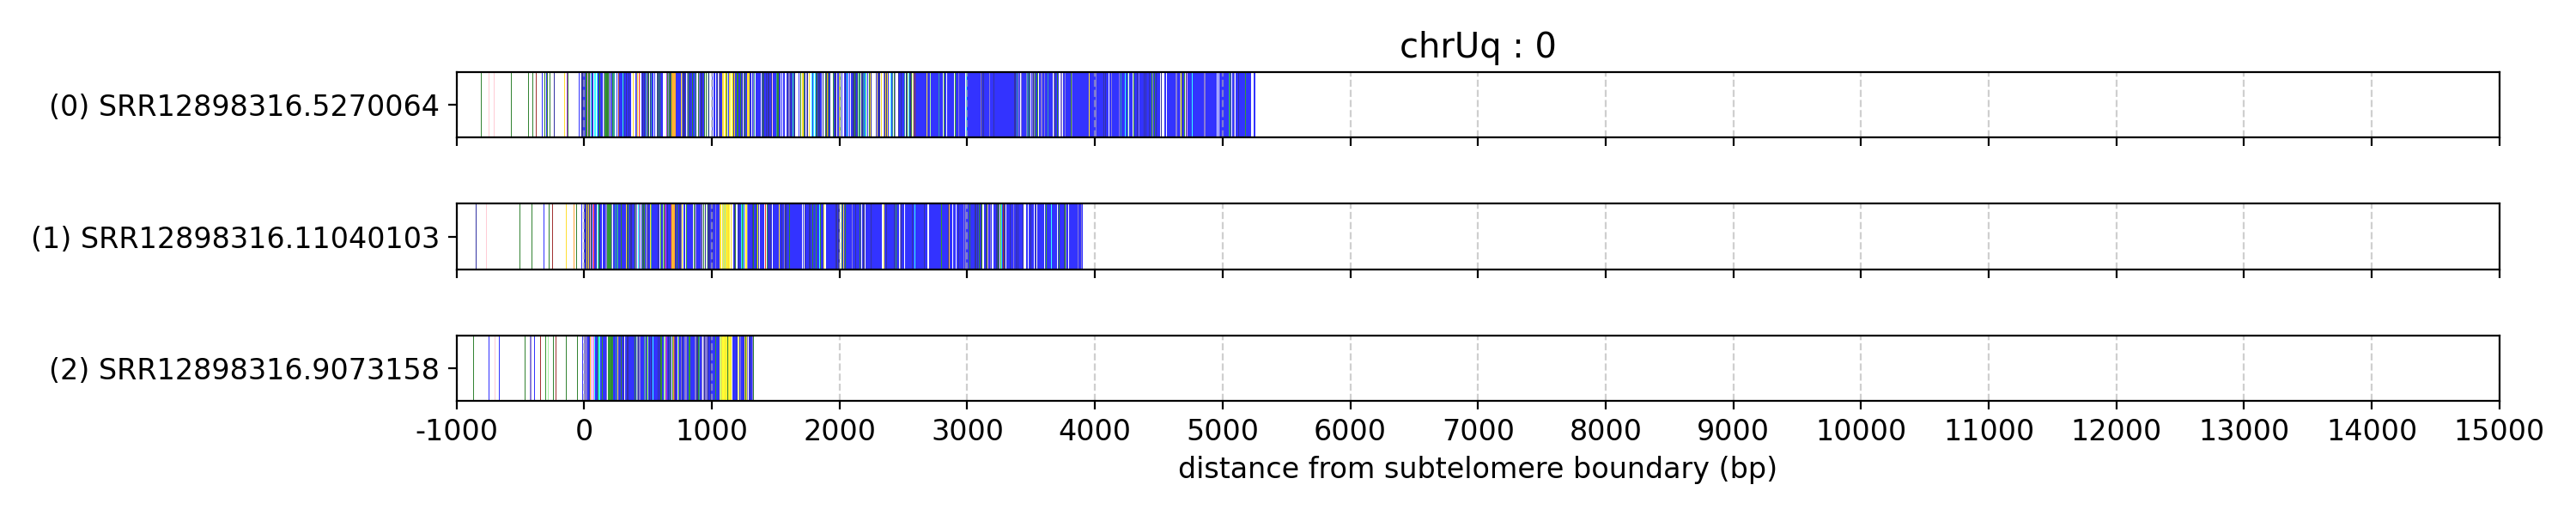 chrUq : 0
(0) SRR12898316.5270064
(1) SRR12898316.11040103
(2) SRR12898316.9073158
-1000 0 1000 2000 3000 4000 5000 6000 7000 8000 9000 10000 11000 12000 13000 14000 15000
distance from subtelomere boundary (bp)